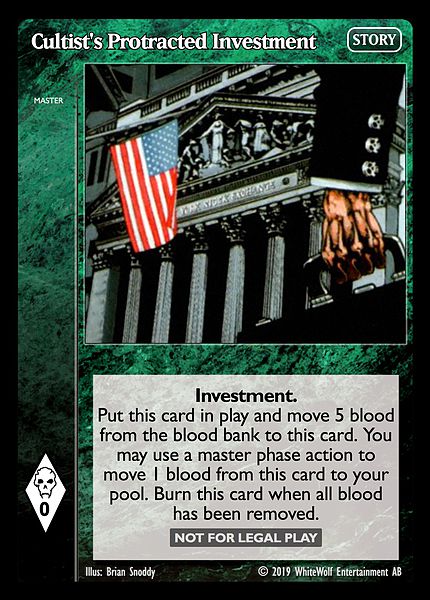 Cultist's Protracted Investment
STORY
MASTER
Investment.
Put this card in play and move 5 blood
from the blood bank to this card. You
may use a master phase action to
move 1 blood from this card to your
pool. Burn this card when all blood
has been removed.
NOT FOR LEGAL PLAY
0
Illus: Brian Snoddy
© 2019 WhiteWolf Entertainment AB